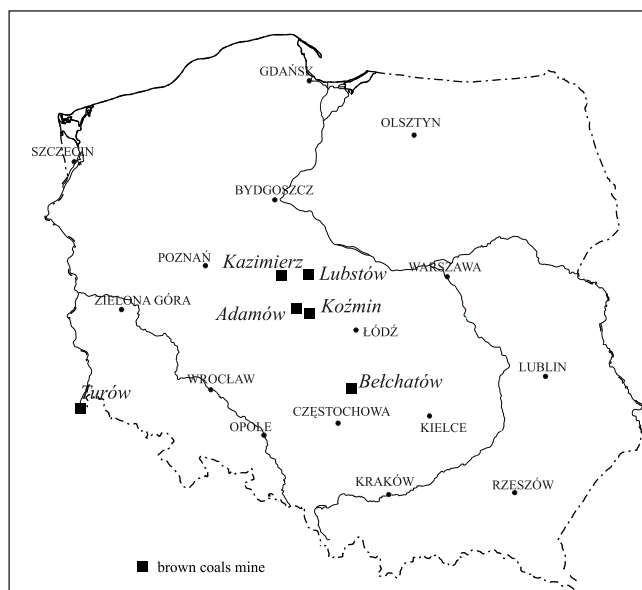 GDAŃSK
OLSZTYN
SZCZECIN
BYDGOSZCZ
POZNAŃ
Kazimierz
Lubstów
WARSZAWA
ZIELONA GÓRA
Adamów
Koźmin
ŁÓDŹ
LUBLIN
Turów
WROCŁAW
Bełchatów
CZĘSTOCHOWA
OPOLE
KIELCE
KRAKÓW
RZESZÓW
brown coals mine